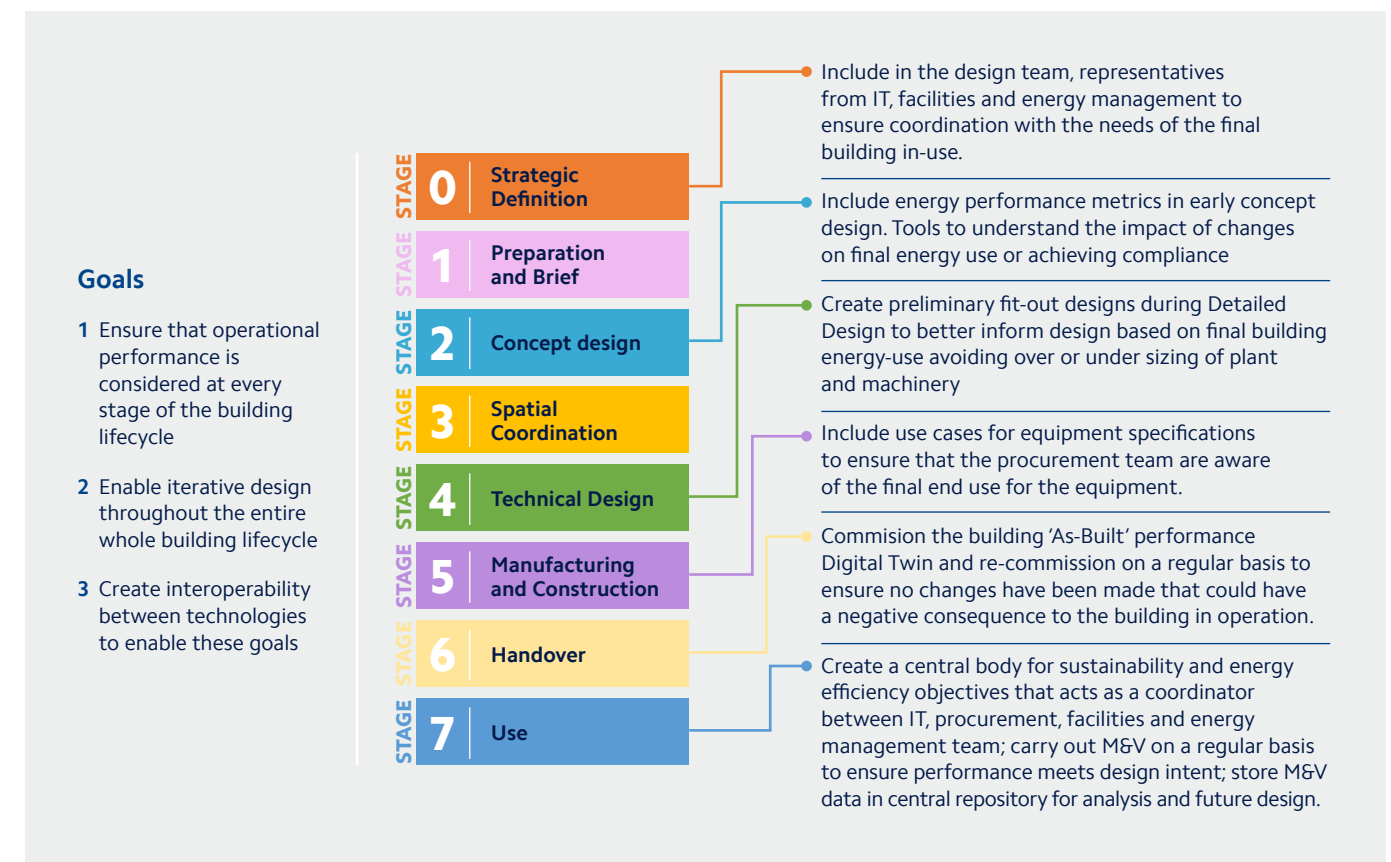 Goals
1 Ensure that operational
performance is
considered at every
stage of the building
lifecycle
2 Enable iterative design
throughout the entire
whole building lifecycle
3 Create interoperability
between technologies
to enable these goals
STAGE
0
Strategic
Definition
STAGE
1
Preparation
and Brief
STAGE
2
Concept design
STAGE
3
Spatial
Coordination
STAGE
4
Technical Design
STAGE
5
Manufacturing
and Construction
STAGE
6
Handover
STAGE
7
Use
Include in the design team, representatives
from IT, facilities and energy management to
ensure coordination with the needs of the final
building in-use.
Include energy performance metrics in early concept
design. Tools to understand the impact of changes
on final energy use or achieving compliance
Create preliminary fit-out designs during Detailed
Design to better inform design based on final building
energy-use avoiding over or under sizing of plant
and machinery
Include use cases for equipment specifications
to ensure that the procurement team are aware
of the final end use for the equipment.
Commision the building ‘As-Built’ performance
Digital Twin and re-commission on a regular basis to
ensure no changes have been made that could have
a negative consequence to the building in operation.
Create a central body for sustainability and energy
efficiency objectives that acts as a coordinator
between IT, procurement, facilities and energy
management team; carry out M&V on a regular basis
to ensure performance meets design intent; store M&V
data in central repository for analysis and future design.